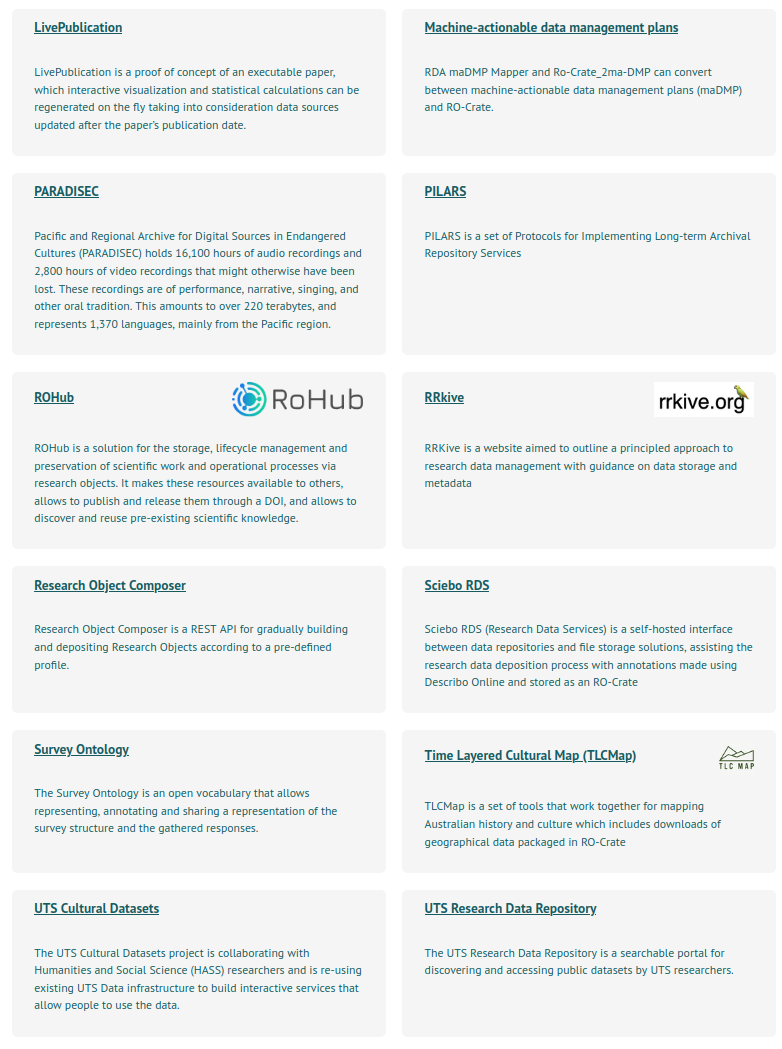 LivePublication
LivePublication is a proof of concept of an executable paper,
which interactive visualization and statistical calculations can be
regenerated on the fly taking into consideration data sources
updated after the paper's publication date.
Machine-actionable data management plans
RDA maDMP Mapper and Ro-Crate_2ma-DMP can convert
between machine-actionable data management plans (maDMP)
and RO-Crate.
PARADISEC
Pacific and Regional Archive for Digital Sources in Endangered
Cultures (PARADISEC) holds 16,100 hours of audio recordings and
2,800 hours of video recordings that might otherwise have been
lost. These recordings are of performance, narrative, singing, and
other oral tradition. This amounts to over 220 terabytes, and
represents 1,370 languages, mainly from the Pacific region.
PILARS
PILARS is a set of Protocols for Implementing Long-term Archival
Repository Services
ROHub
RoHub
ROHub is a solution for the storage, lifecycle management and
preservation of scientific work and operational processes via
research objects. It makes these resources available to others,
allows to publish and release them through a DOI, and allows to
discover and reuse pre-existing scientific knowledge.
RRkive
rrkive.org
RRKive is a website aimed to outline a principled approach to
research data management with guidance on data storage and
metadata
Research Object Composer
Research Object Composer is a REST API for gradually building
and depositing Research Objects according to a pre-defined
profile.
Sciebo RDS
Sciebo RDS (Research Data Services) is a self-hosted interface
between data repositories and file storage solutions, assisting the
research data deposition process with annotations made using
Describo Online and stored as an RO-Crate
Survey Ontology
The Survey Ontology is an open vocabulary that allows
representing, annotating and sharing a representation of the
survey structure and the gathered responses.
Time Layered Cultural Map (TLCMap)
TLC MAP
TLCMap is a set of tools that work together for mapping
Australian history and culture which includes downloads of
geographical data packaged in RO-Crate
UTS Cultural Datasets
The UTS Cultural Datasets project is collaborating with
Humanities and Social Science (HASS) researchers and is re-using
existing UTS Data infrastructure to build interactive services that
allow people to use the data.
UTS Research Data Repository
The UTS Research Data Repository is a searchable portal for
discovering and accessing public datasets by UTS researchers.